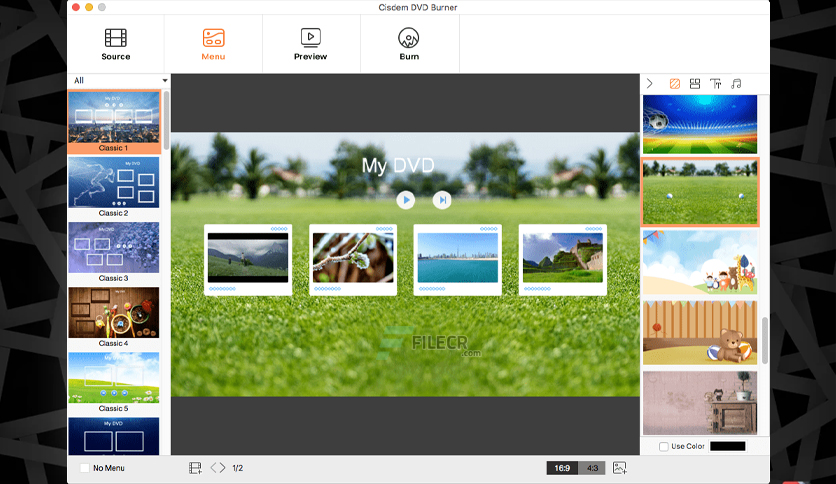 Cisdem DVD Burner
Source
Menu
Preview
Burn
All
My DVD
Classic 1
My DVD
Classic 2
My DVD
Classic 3
Classic 4
Classic 5
My DVD
My DVD
FILECR
.com
No Menu
1/2
16:9
4:3
Use Color